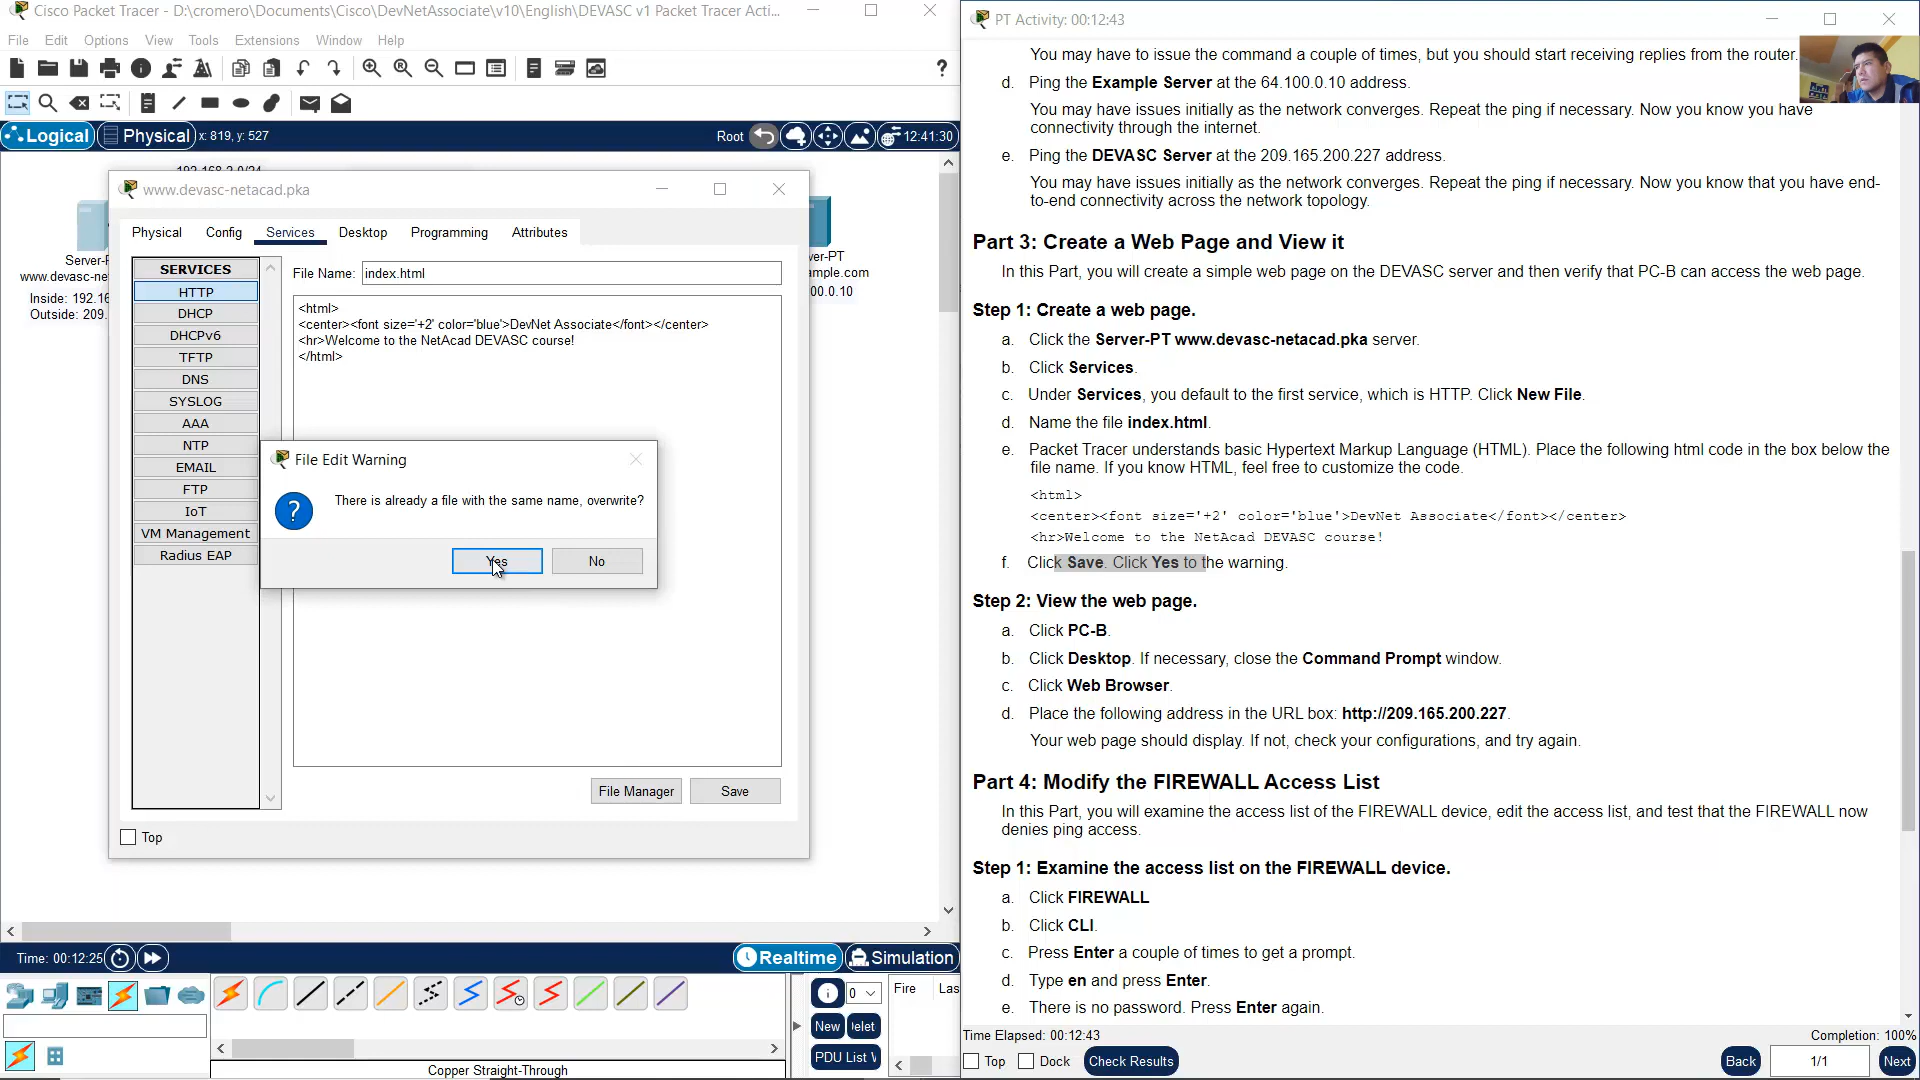 Cisco Packet Tracer - D:\cromero\Documents\Cisco\DevNetAssociate\v10\English\DEVASC v1 Packet Tracer Acti...
File Edit Options View Tools Extensions Window Help
Logical Physical x: 819, y: 527
Root 12:41:30
www.devasc-netacad.pka
Physical Config Services Desktop Programming Attributes
SERVICES
HTTP
DHCP
DHCPv6
TFTP
DNS
SYSLOG
AAA
NTP
EMAIL
FTP
IoT
VM Management
Radius EAP
File Name: index.html
<html>
<center><font size='+2' color='blue'>DevNet Associate</font></center>
<hr>Welcome to the NetAcad DEVASC course!
</html>
File Edit Warning
There is already a file with the same name, overwrite?
Yes No
File Manager Save
Top
Server-P
www.devasc-ne
Inside: 192.16
Outside: 209.
ver-PT
mple.com
00.0.10
Time: 00:12:25
Realtime Simulation
0
Fire Las
New elet
PDU List V
Copper Straight-Through
PT Activity: 00:12:43
You may have to issue the command a couple of times, but you should start receiving replies from the router.
d. Ping the Example Server at the 64.100.0.10 address.
You may have issues initially as the network converges. Repeat the ping if necessary. Now you know you have
connectivity through the internet.
e. Ping the DEVASC Server at the 209.165.200.227 address.
You may have issues initially as the network converges. Repeat the ping if necessary. Now you know that you have end-
to-end connectivity across the network topology.
Part 3: Create a Web Page and View it
In this Part, you will create a simple web page on the DEVASC server and then verify that PC-B can access the web page.
Step 1: Create a web page.
a. Click the Server-PT www.devasc-netacad.pka server.
b. Click Services.
c. Under Services, you default to the first service, which is HTTP. Click New File.
d. Name the file index.html.
e. Packet Tracer understands basic Hypertext Markup Language (HTML). Place the following html code in the box below the
file name. If you know HTML, feel free to customize the code.
<html>
<center><font size='+2' color='blue'>DevNet Associate</font></center>
<hr>Welcome to the NetAcad DEVASC course!
f. Click Save. Click Yes to the warning.
Step 2: View the web page.
a. Click PC-B.
b. Click Desktop. If necessary, close the Command Prompt window.
c. Click Web Browser.
d. Place the following address in the URL box: http://209.165.200.227.
Your web page should display. If not, check your configurations, and try again.
Part 4: Modify the FIREWALL Access List
In this Part, you will examine the access list of the FIREWALL device, edit the access list, and test that the FIREWALL now
denies ping access.
Step 1: Examine the access list on the FIREWALL device.
a. Click FIREWALL
b. Click CLI.
c. Press Enter a couple of times to get a prompt.
d. Type en and press Enter.
e. There is no password. Press Enter again.
Time Elapsed: 00:12:43 Completion: 100%
Top Dock Check Results Back 1/1 Next